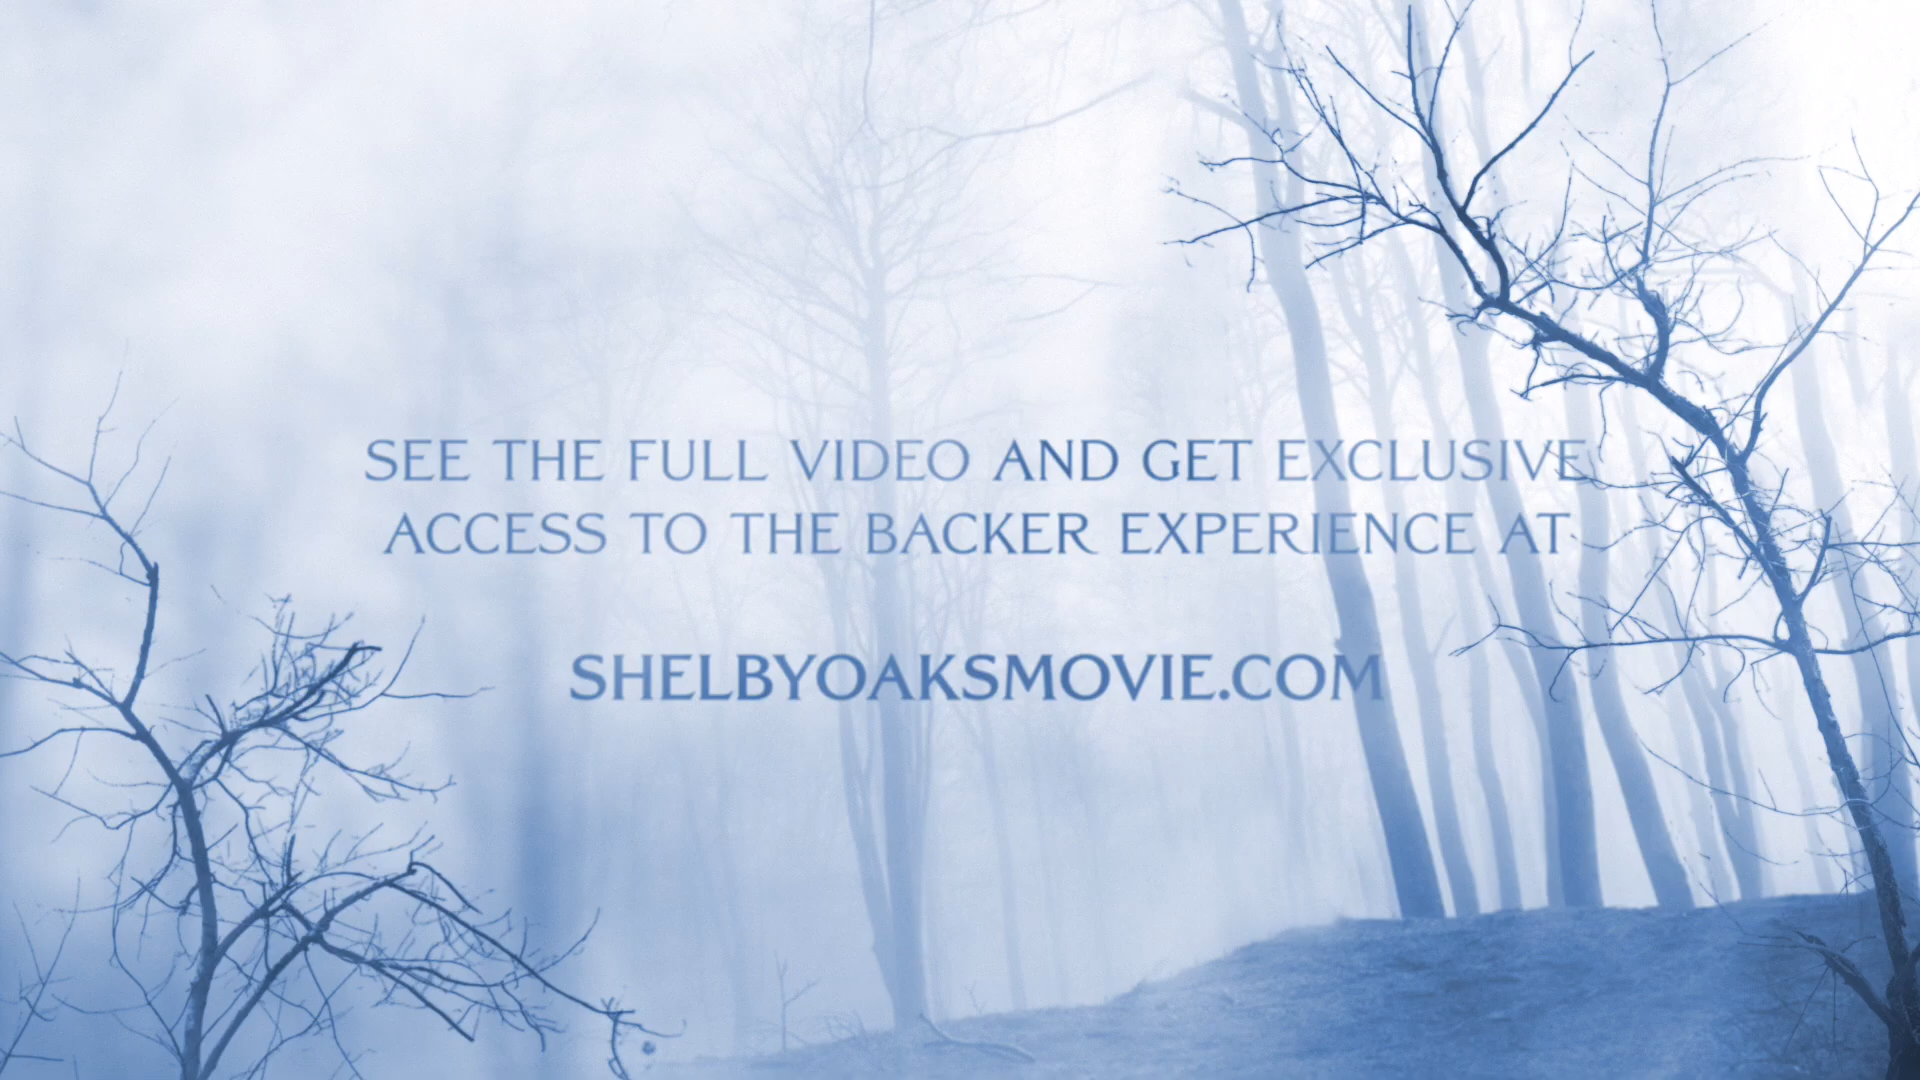 SEE THE FULL VIDEO AND GET EXCLUSIVE
ACCESS TO THE BACKER EXPERIENCE AT
SHELBYOAKSMOVIE.COM